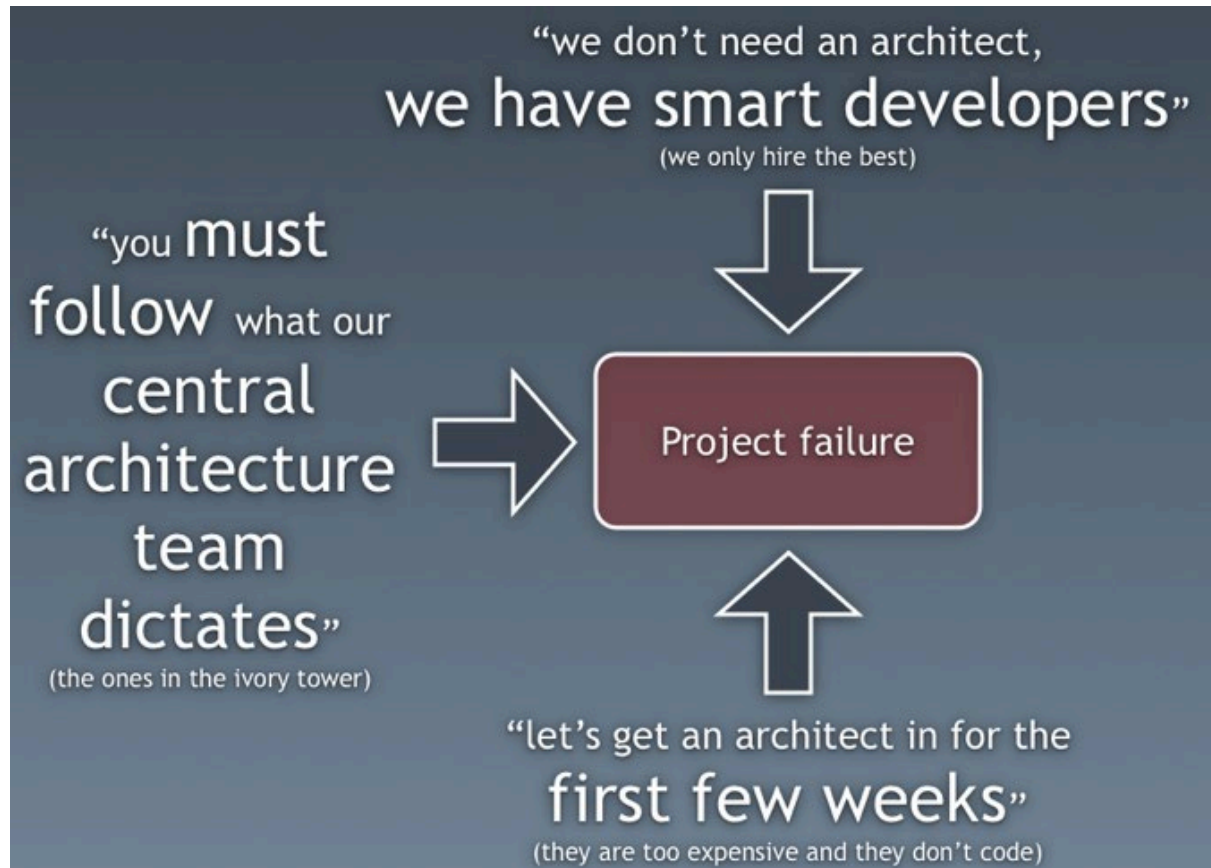 “we don’t need an architect,
we have smart developers”
(we only hire the best)
“you must
follow what our
central
architecture
team
dictates”
(the ones in the ivory tower)
Project failure
“let’s get an architect in for the
first few weeks”
(they are too expensive and they don’t code)